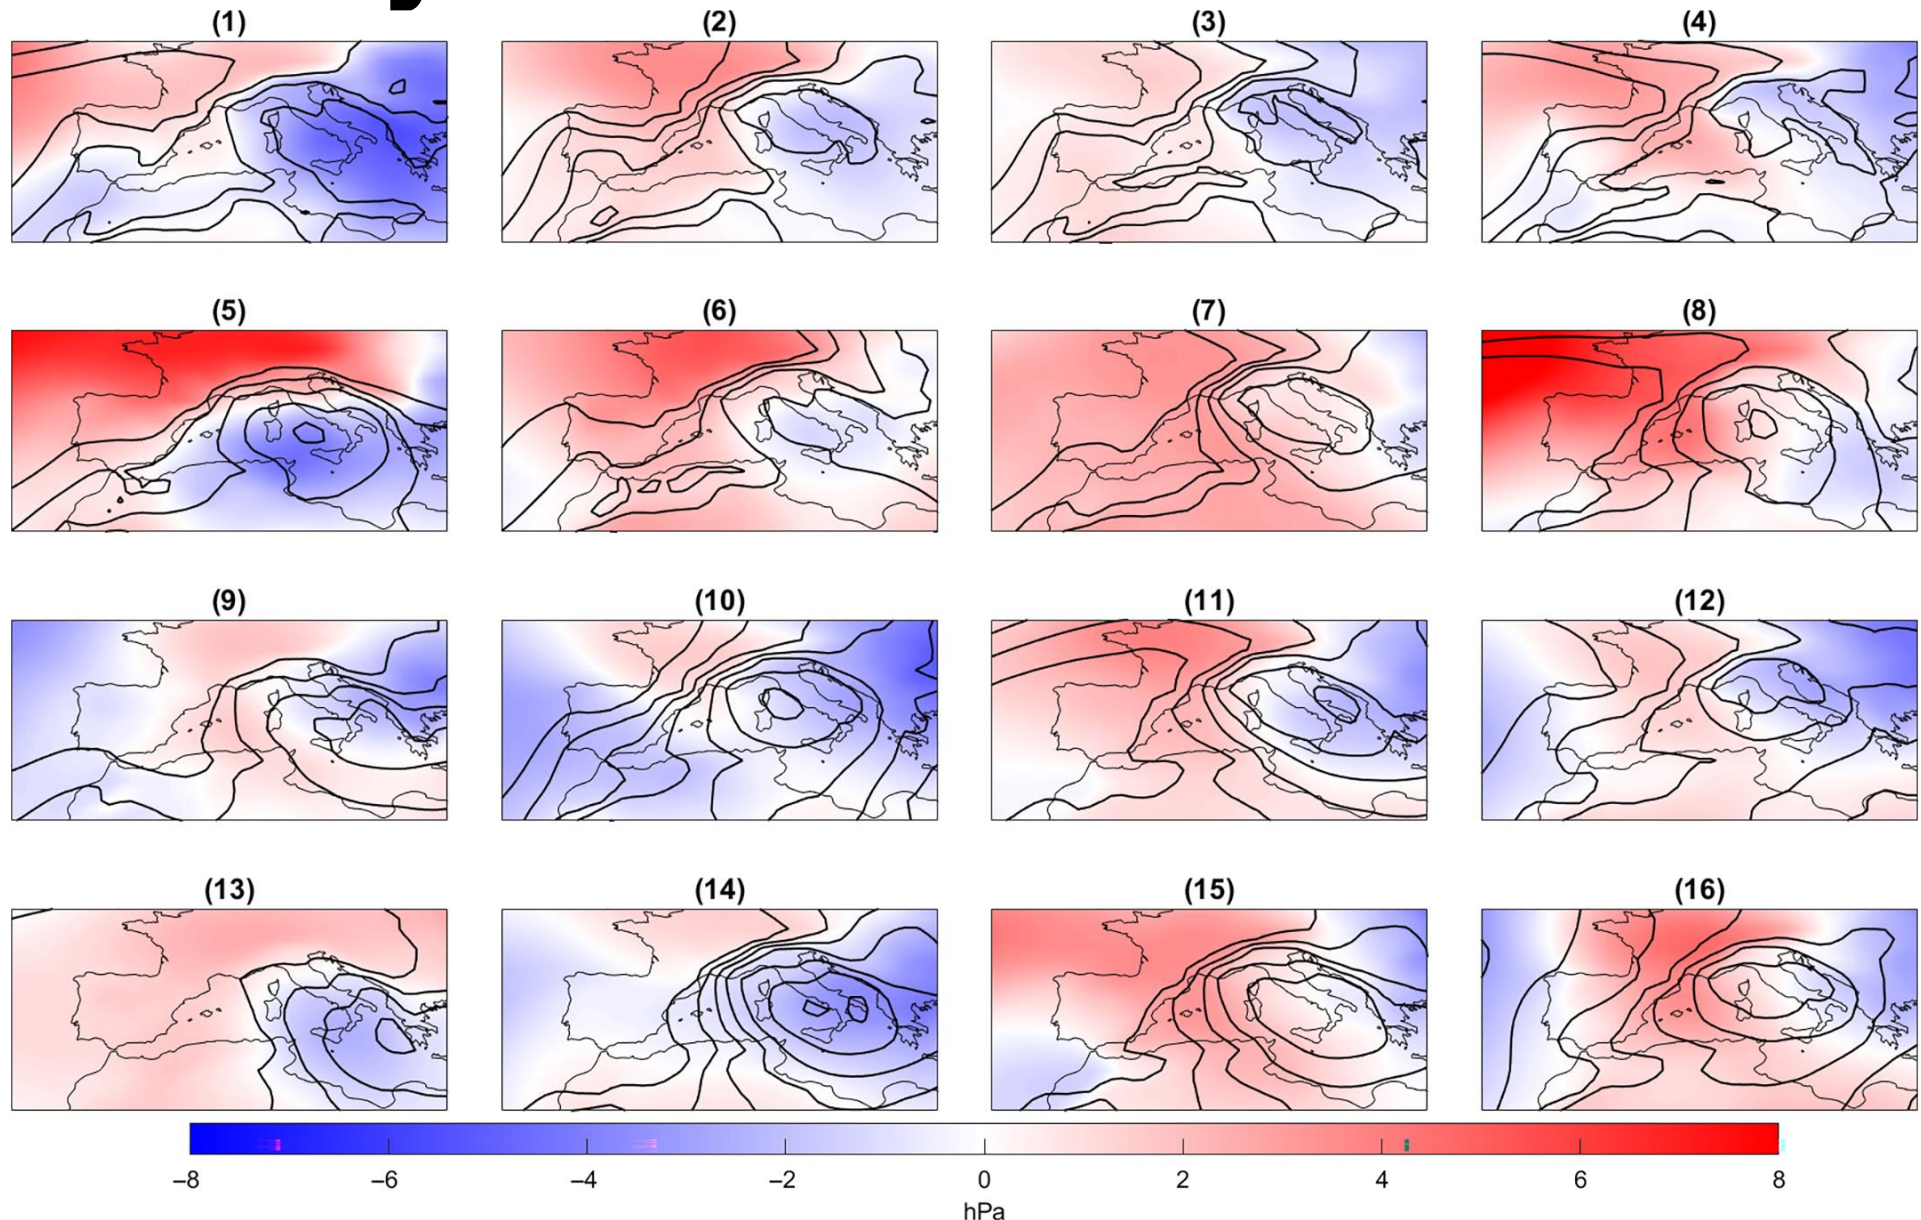 (1) (2) (3) (4)
(5) (6) (7) (8)
(9) (10) (11) (12)
(13) (14) (15) (16)
–8 –6 –4 –2 0 2 4 6 8
hPa